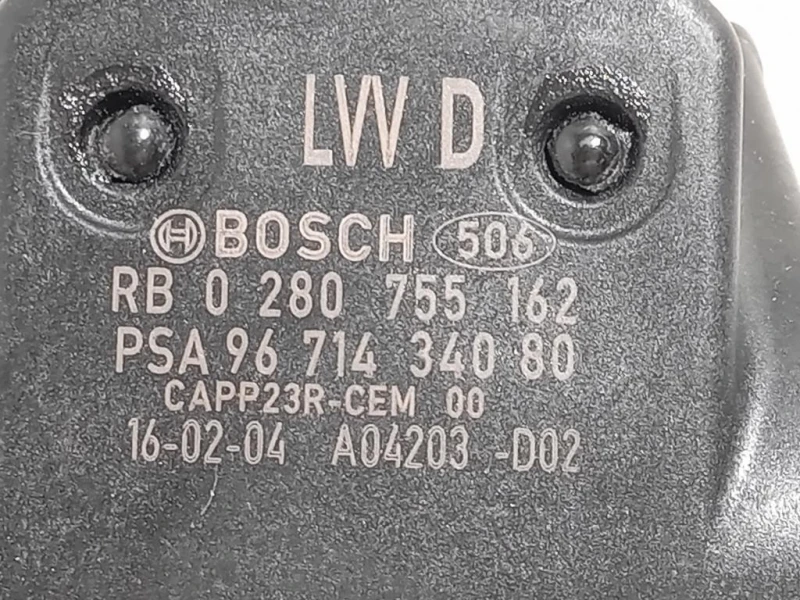 LW D
BOSCH 506
RB 0 280 755 162
PSA 96 714 340 80
CAPP23R-CEM 00
16-02-04 A04203 -D02